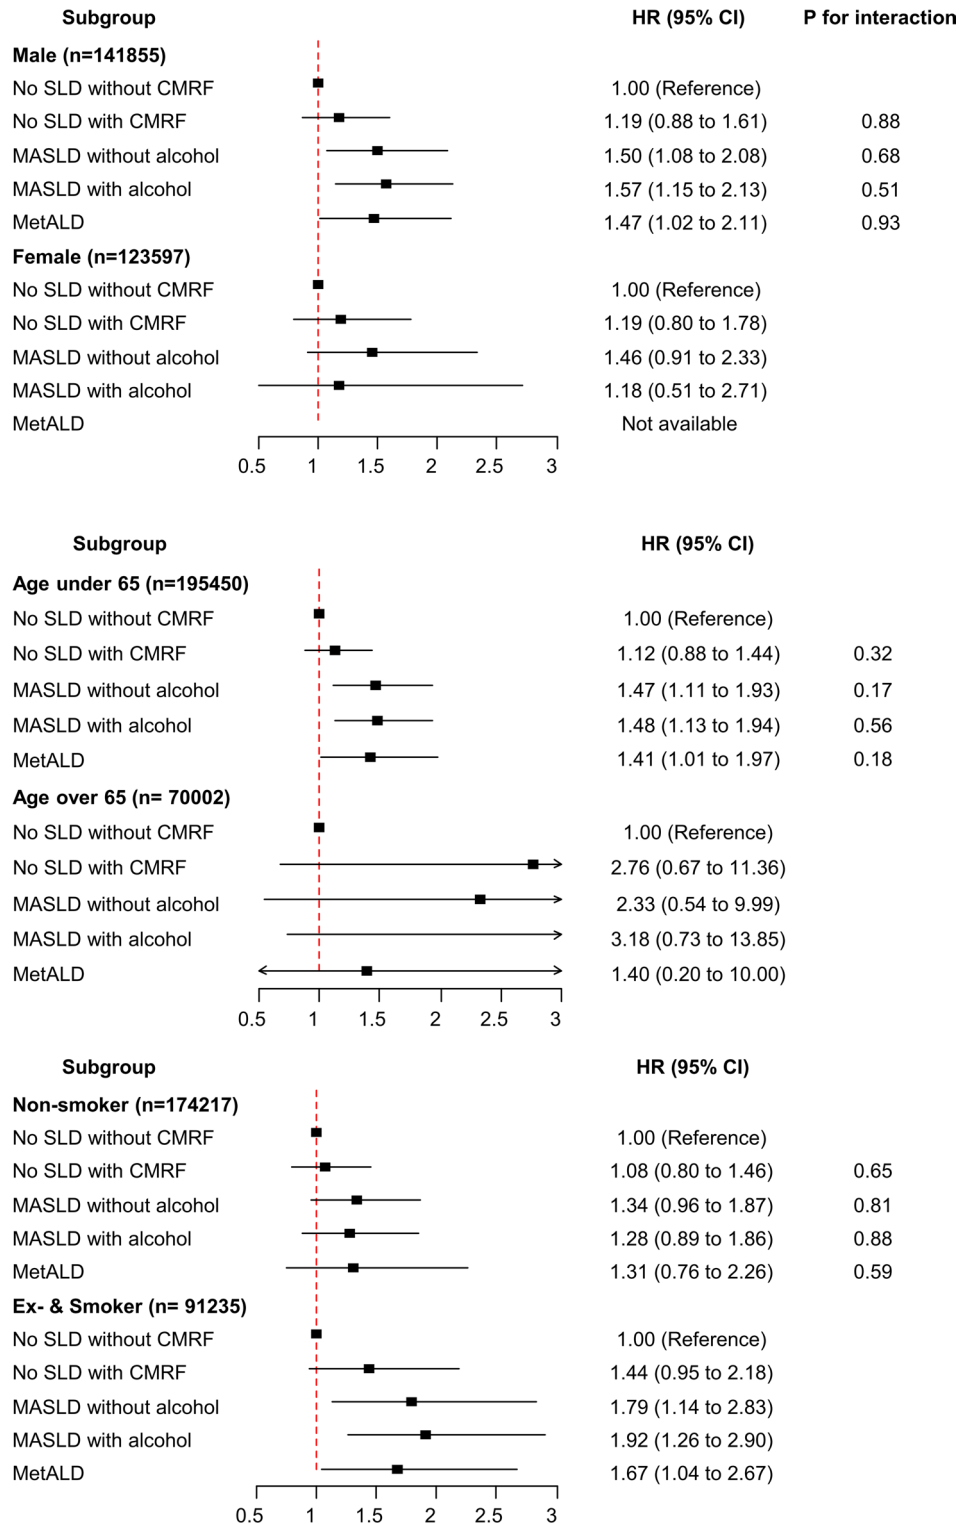 Subgroup HR (95% CI) P for interaction
Male (n=141855)
No SLD without CMRF 1.00 (Reference)
No SLD with CMRF 1.19 (0.88 to 1.61) 0.88
MASLD without alcohol 1.50 (1.08 to 2.08) 0.68
MASLD with alcohol 1.57 (1.15 to 2.13) 0.51
MetALD 1.47 (1.02 to 2.11) 0.93
Female (n=123597)
No SLD without CMRF 1.00 (Reference)
No SLD with CMRF 1.19 (0.80 to 1.78)
MASLD without alcohol 1.46 (0.91 to 2.33)
MASLD with alcohol 1.18 (0.51 to 2.71)
MetALD Not available
0.5 1 1.5 2 2.5 3
Subgroup HR (95% CI)
Age under 65 (n=195450)
No SLD without CMRF 1.00 (Reference)
No SLD with CMRF 1.12 (0.88 to 1.44) 0.32
MASLD without alcohol 1.47 (1.11 to 1.93) 0.17
MASLD with alcohol 1.48 (1.13 to 1.94) 0.56
MetALD 1.41 (1.01 to 1.97) 0.18
Age over 65 (n= 70002)
No SLD without CMRF 1.00 (Reference)
No SLD with CMRF 2.76 (0.67 to 11.36)
MASLD without alcohol 2.33 (0.54 to 9.99)
MASLD with alcohol 3.18 (0.73 to 13.85)
MetALD 1.40 (0.20 to 10.00)
0.5 1 1.5 2 2.5 3
Subgroup HR (95% CI)
Non-smoker (n=174217)
No SLD without CMRF 1.00 (Reference)
No SLD with CMRF 1.08 (0.80 to 1.46) 0.65
MASLD without alcohol 1.34 (0.96 to 1.87) 0.81
MASLD with alcohol 1.28 (0.89 to 1.86) 0.88
MetALD 1.31 (0.76 to 2.26) 0.59
Ex- & Smoker (n= 91235)
No SLD without CMRF 1.00 (Reference)
No SLD with CMRF 1.44 (0.95 to 2.18)
MASLD without alcohol 1.79 (1.14 to 2.83)
MASLD with alcohol 1.92 (1.26 to 2.90)
MetALD 1.67 (1.04 to 2.67)
0.5 1 1.5 2 2.5 3